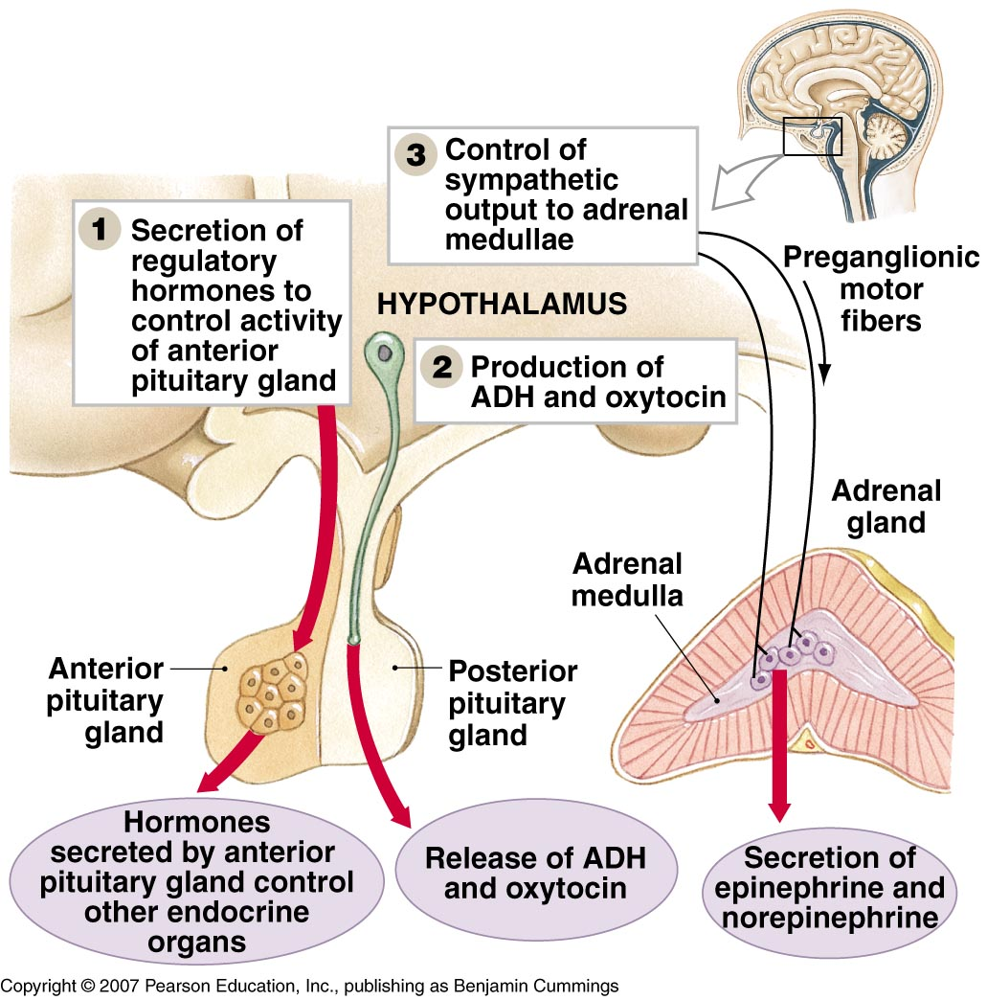 3 Control of
sympathetic
output to adrenal
medullae
1 Secretion of
regulatory
hormones to
control activity
of anterior
pituitary gland
Preganglionic
motor
fibers
HYPOTHALAMUS
2 Production of
ADH and oxytocin
Adrenal
gland
Adrenal
medulla
Anterior
pituitary
gland
Posterior
pituitary
gland
Hormones
secreted by anterior
pituitary gland control
other endocrine
organs
Release of ADH
and oxytocin
Secretion of
epinephrine and
norepinephrine
Copyright © 2007 Pearson Education, Inc., publishing as Benjamin Cummings